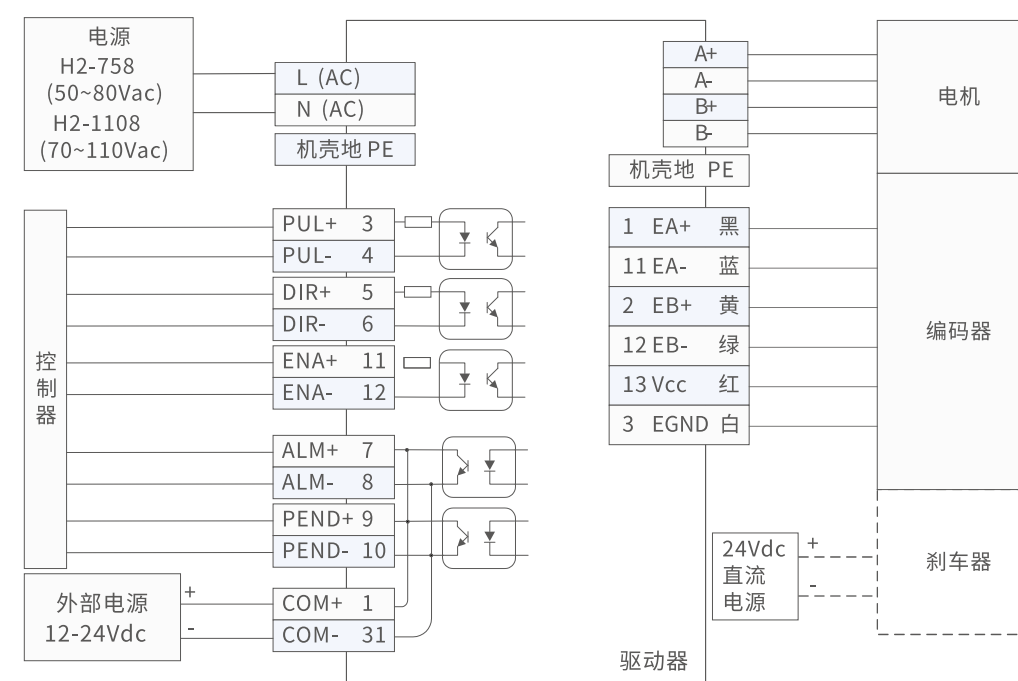 电源
H2-758
(50~80Vac)
H2-1108
(70~110Vac)
L (AC)
N (AC)
机壳地 PE
控制器
PUL+ 3
PUL- 4
DIR+ 5
DIR- 6
ENA+ 11
ENA- 12
ALM+ 7
ALM- 8
PEND+ 9
PEND- 10
外部电源
12-24Vdc
+
-
COM+ 1
COM- 31
A+
A-
B+
B-
机壳地 PE
1 EA+ 黑
11 EA- 蓝
2 EB+ 黄
12 EB- 绿
13 Vcc 红
3 EGND 白
电机
编码器
24Vdc
直流
电源
+
-
刹车器
驱动器